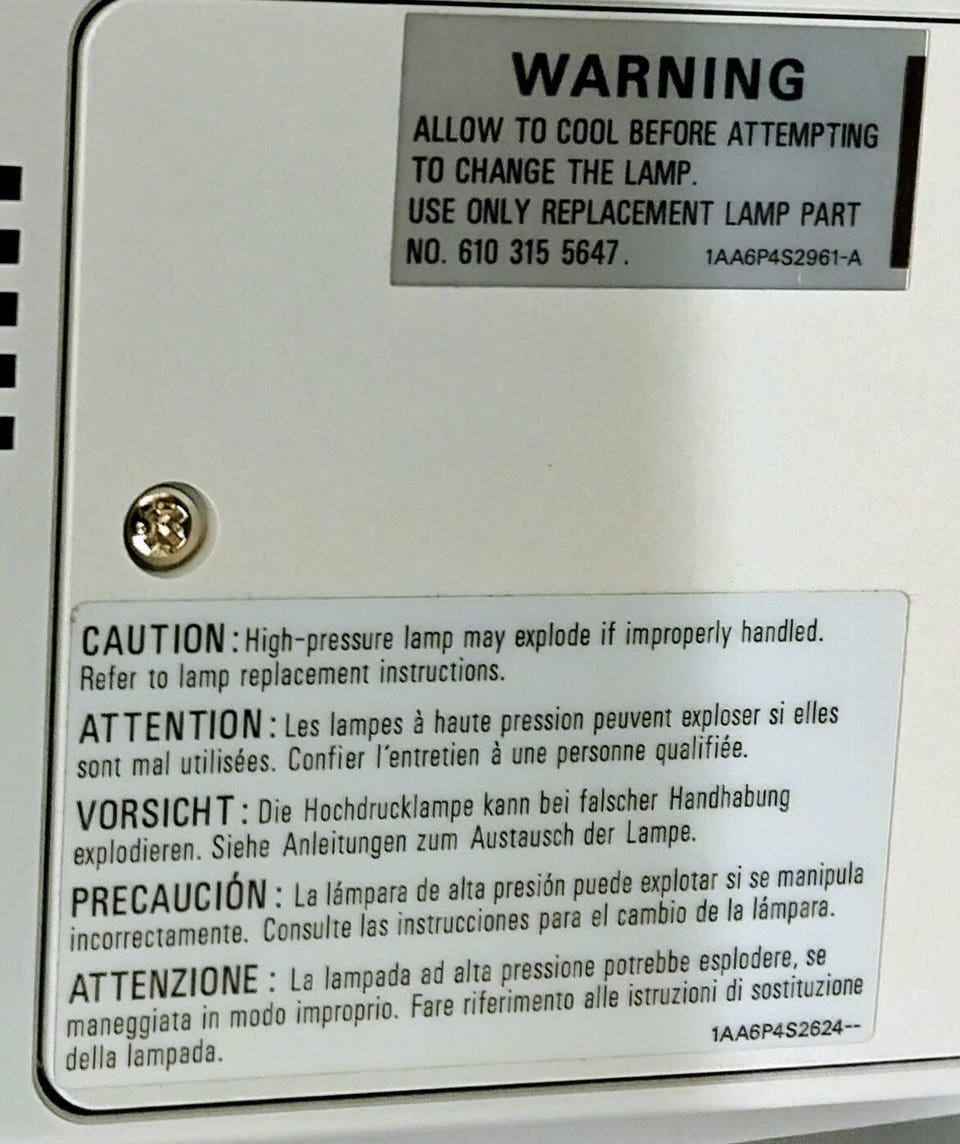 WARNING
ALLOW TO COOL BEFORE ATTEMPTING
TO CHANGE THE LAMP.
USE ONLY REPLACEMENT LAMP PART
NO. 610 315 5647. 1AA6P4S2961-A
CAUTION: High-pressure lamp may explode if improperly handled.
Refer to lamp replacement instructions.
ATTENTION: Les lampes à haute pression peuvent exploser si elles
sont mal utilisées. Confier l'entretien à une personne qualifiée.
VORSICHT: Die Hochdrucklampe kann bei falscher Handhabung
explodieren. Siehe Anleitungen zum Austausch der Lampe.
PRECAUCIÓN: La lámpara de alta presión puede explotar si se manipula
incorrectamente. Consulte las instrucciones para el cambio de la lámpara.
ATTENZIONE: La lampada ad alta pressione potrebbe esplodere, se
maneggiata in modo improprio. Fare riferimento alle istruzioni di sostituzione
della lampada. 1AA6P4S2624--